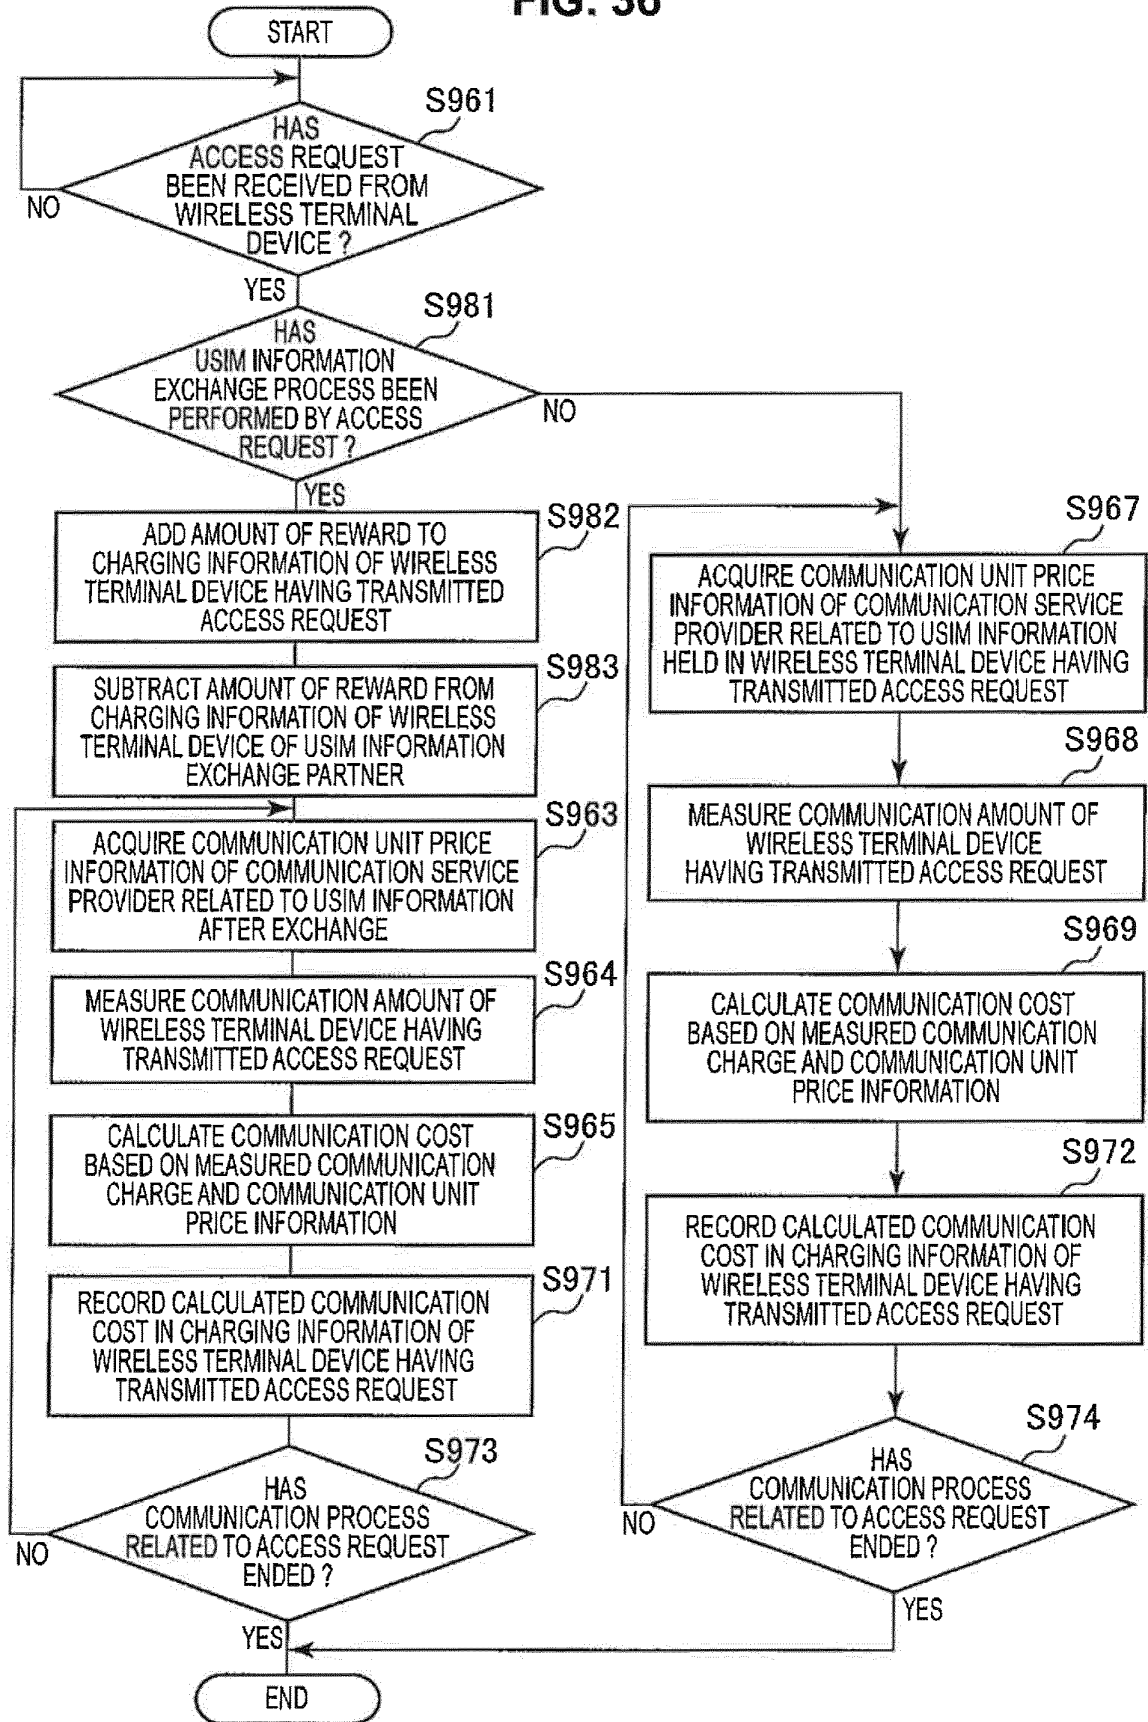 FIG. 36
START
S961
HAS
ACCESS REQUEST
BEEN RECEIVED FROM
WIRELESS TERMINAL
DEVICE ?
NO
YES
S981
HAS
USIM INFORMATION
EXCHANGE PROCESS BEEN
PERFORMED BY ACCESS
REQUEST ?
NO
YES
S982
ADD AMOUNT OF REWARD TO
CHARGING INFORMATION OF WIRELESS
TERMINAL DEVICE HAVING TRANSMITTED
ACCESS REQUEST
S983
SUBTRACT AMOUNT OF REWARD FROM
CHARGING INFORMATION OF WIRELESS
TERMINAL DEVICE OF USIM INFORMATION
EXCHANGE PARTNER
S963
ACQUIRE COMMUNICATION UNIT PRICE
INFORMATION OF COMMUNICATION SERVICE
PROVIDER RELATED TO USIM INFORMATION
AFTER EXCHANGE
S964
MEASURE COMMUNICATION AMOUNT OF
WIRELESS TERMINAL DEVICE HAVING
TRANSMITTED ACCESS REQUEST
S965
CALCULATE COMMUNICATION COST
BASED ON MEASURED COMMUNICATION
CHARGE AND COMMUNICATION UNIT
PRICE INFORMATION
S971
RECORD CALCULATED COMMUNICATION
COST IN CHARGING INFORMATION OF
WIRELESS TERMINAL DEVICE HAVING
TRANSMITTED ACCESS REQUEST
S973
HAS
COMMUNICATION PROCESS
RELATED TO ACCESS REQUEST
ENDED ?
NO
YES
S967
ACQUIRE COMMUNICATION UNIT PRICE
INFORMATION OF COMMUNICATION SERVICE
PROVIDER RELATED TO USIM INFORMATION
HELD IN WIRELESS TERMINAL DEVICE HAVING
TRANSMITTED ACCESS REQUEST
S968
MEASURE COMMUNICATION AMOUNT OF
WIRELESS TERMINAL DEVICE
HAVING TRANSMITTED ACCESS REQUEST
S969
CALCULATE COMMUNICATION COST
BASED ON MEASURED COMMUNICATION
CHARGE AND COMMUNICATION UNIT
PRICE INFORMATION
S972
RECORD CALCULATED COMMUNICATION
COST IN CHARGING INFORMATION OF
WIRELESS TERMINAL DEVICE HAVING
TRANSMITTED ACCESS REQUEST
S974
HAS
COMMUNICATION PROCESS
RELATED TO ACCESS REQUEST
ENDED ?
NO
YES
END